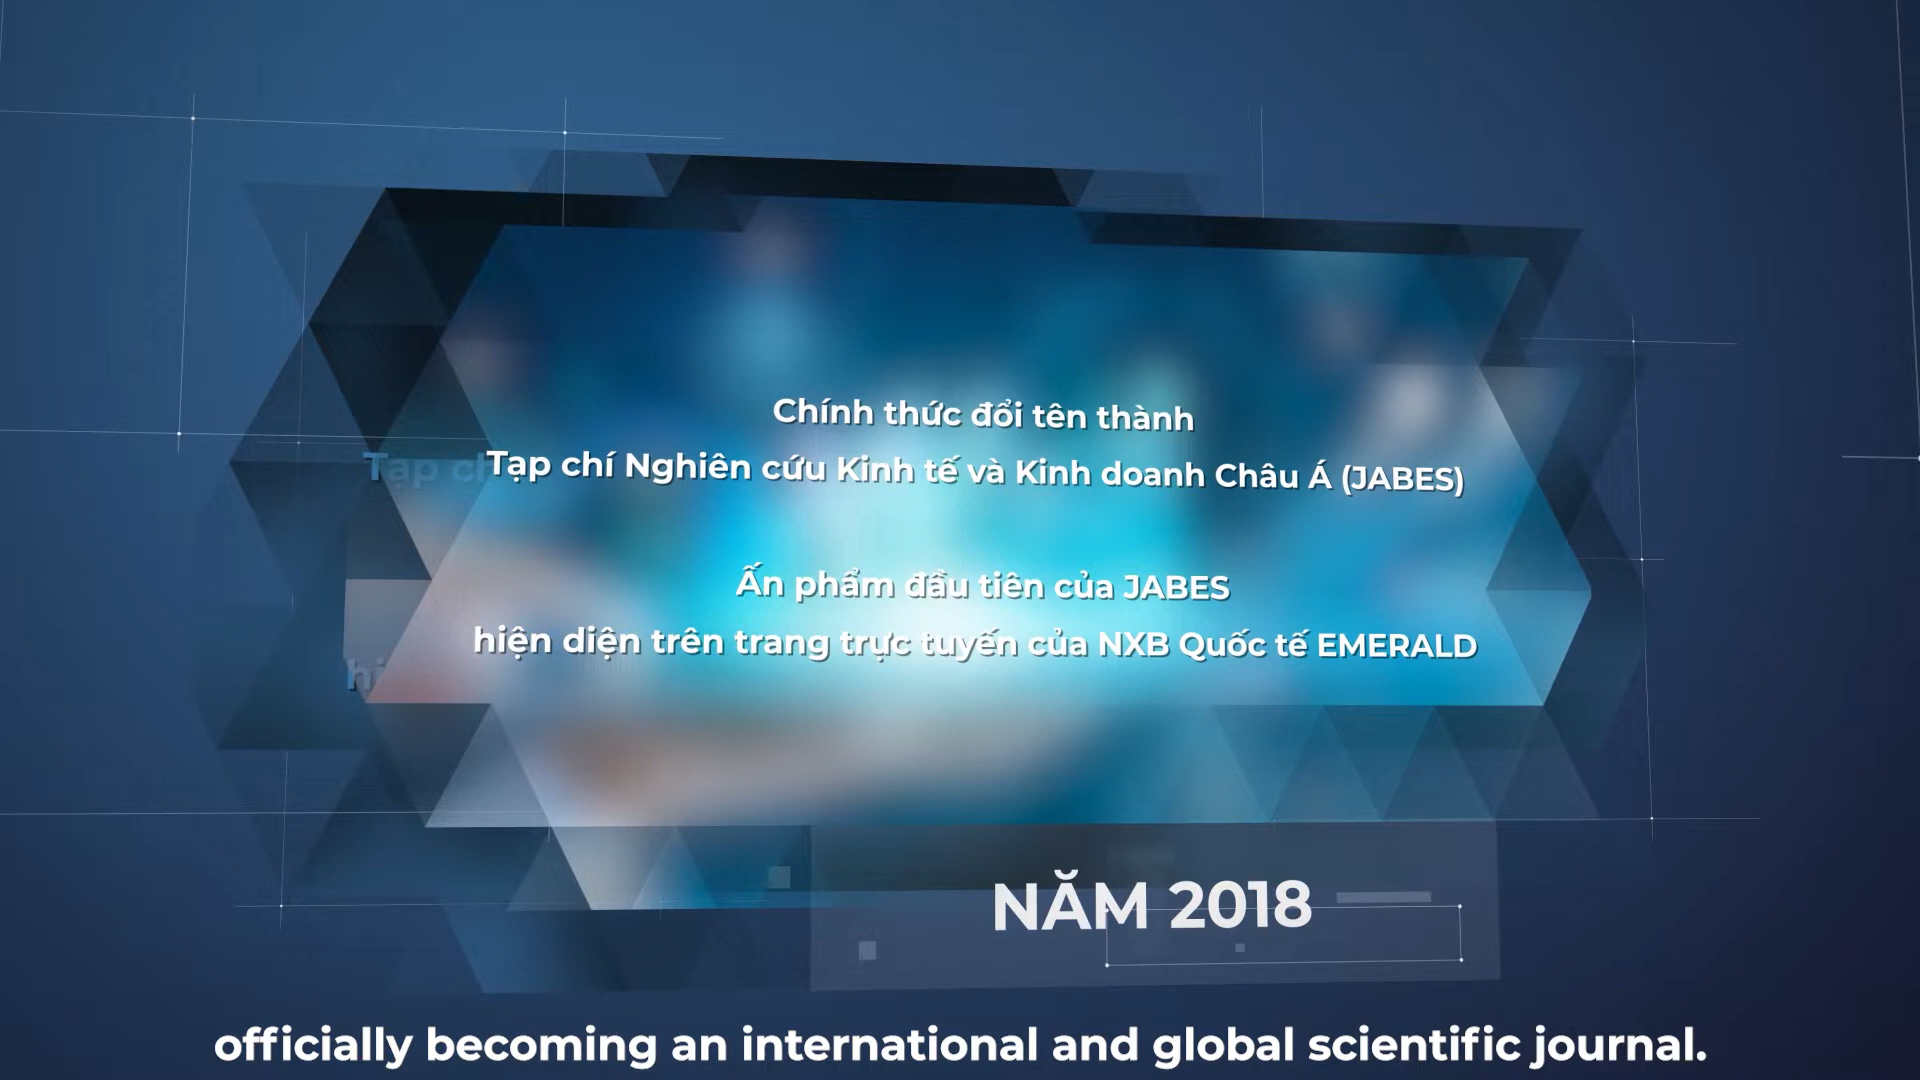 Chính thức đổi tên thành
Tạp chí Nghiên cứu Kinh tế và Kinh doanh Châu Á (JABES)
Ấn phẩm đầu tiên của JABES
hiện diện trên trang trực tuyến của NXB Quốc tế EMERALD
NĂM 2018
officially becoming an international and global scientific journal.